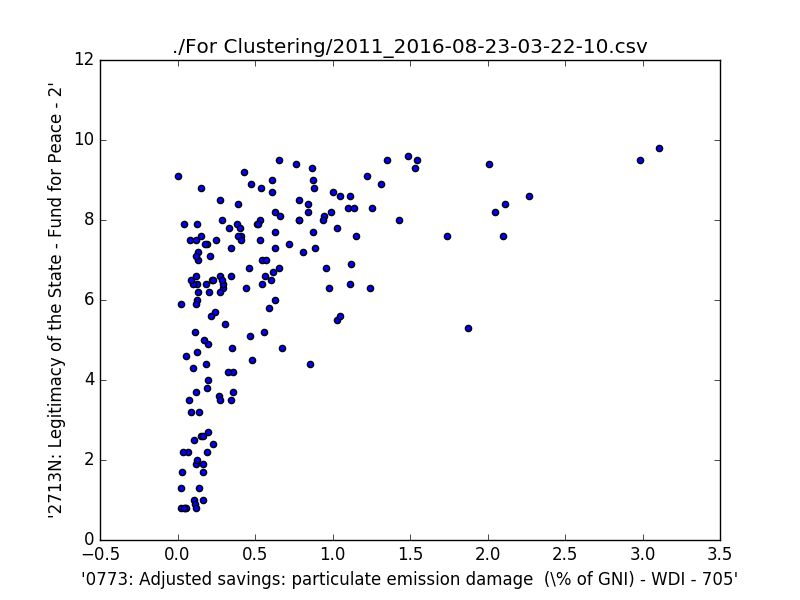 ./For Clustering/2011_2016-08-23-03-22-10.csv
12
10
8
6
4
2
0
'2713N: Legitimacy of the State - Fund for Peace - 2'
−0.5 0.0 0.5 1.0 1.5 2.0 2.5 3.0 3.5
'0773: Adjusted savings: particulate emission damage (\% of GNI) - WDI - 705'